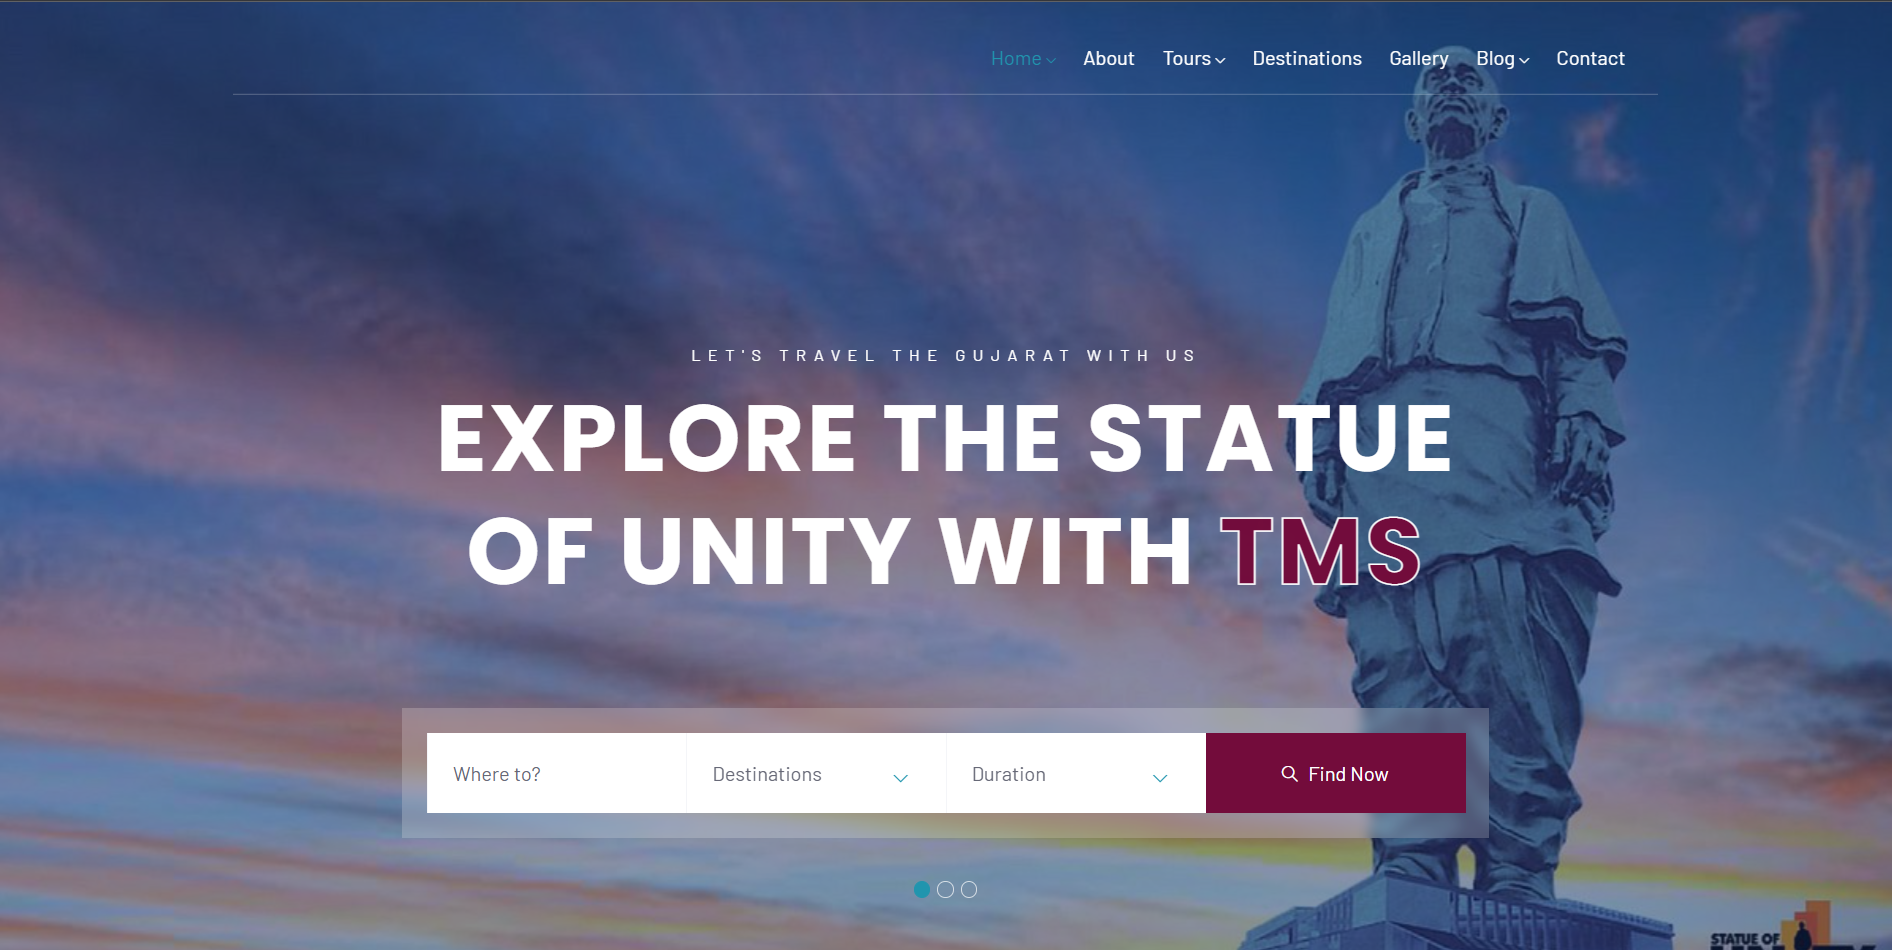 Home About Tours Destinations Gallery Blog Contact
LET'S TRAVEL THE GUJARAT WITH US
EXPLORE THE STATUE
OF UNITY WITH TMS
Where to? Destinations Duration Find Now
STATUE OF